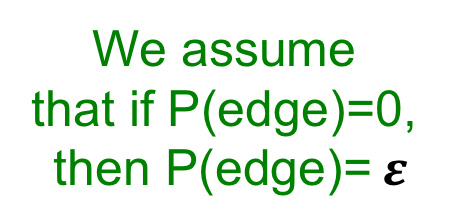 We assume
that if P(edge)=0,
then P(edge)= ε